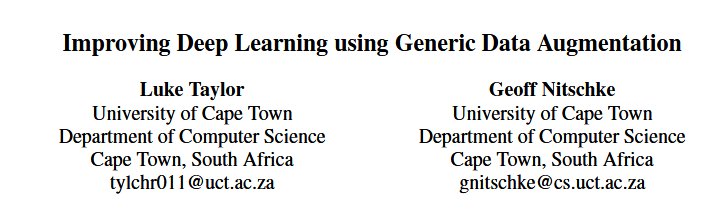 Improving Deep Learning using Generic Data Augmentation
Luke Taylor
University of Cape Town
Department of Computer Science
Cape Town, South Africa
tylchr011@uct.ac.za
Geoff Nitschke
University of Cape Town
Department of Computer Science
Cape Town, South Africa
gnitschke@cs.uct.ac.za